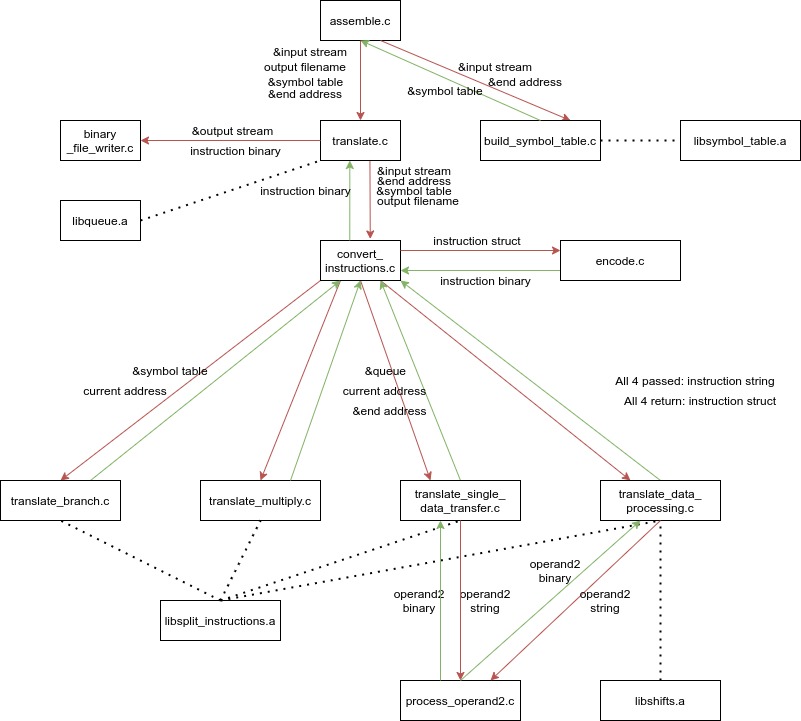 assemble.c
&input stream
output filename
&symbol table
&end address
&input stream
&end address
&symbol table
binary
_file_writer.c
&output stream
instruction binary
translate.c
build_symbol_table.c
libsymbol_table.a
libqueue.a
instruction binary
&input stream
&end address
&symbol table
output filename
convert_
instructions.c
instruction struct
instruction binary
encode.c
&symbol table
current address
&queue
current address
&end address
All 4 passed: instruction string
All 4 return: instruction struct
translate_branch.c
translate_multiply.c
translate_single_
data_transfer.c
translate_data_
processing.c
libsplit_instructions.a
operand2
binary
operand2
string
operand2
binary
operand2
string
process_operand2.c
libshifts.a